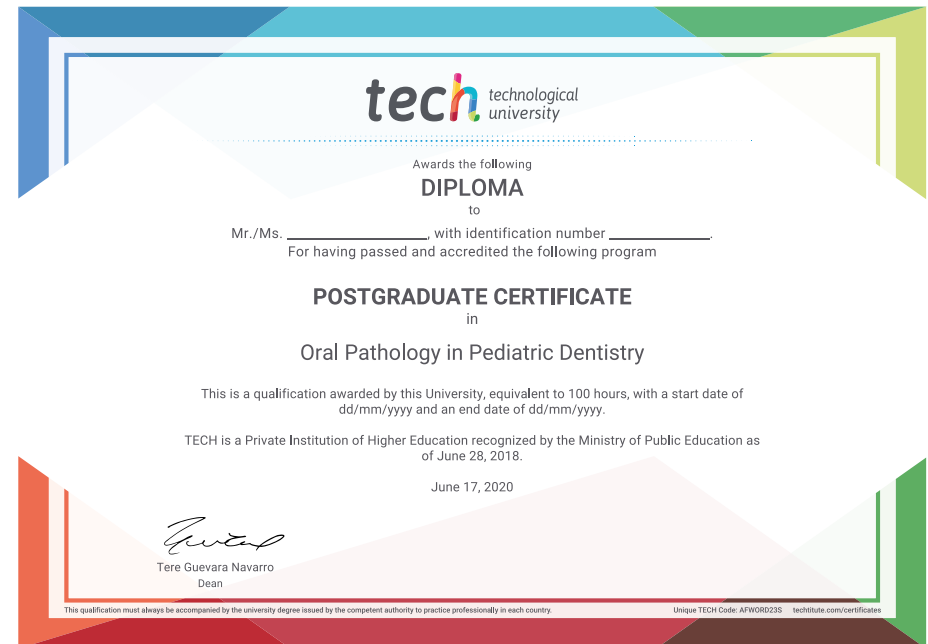 tech technological
university
Awards the following
DIPLOMA
to
Mr./Ms. ____________________, with identification number ______________.
For having passed and accredited the following program
POSTGRADUATE CERTIFICATE
in
Oral Pathology in Pediatric Dentistry
This is a qualification awarded by this University, equivalent to 100 hours, with a start date of
dd/mm/yyyy and an end date of dd/mm/yyyy.
TECH is a Private Institution of Higher Education recognized by the Ministry of Public Education as
of June 28, 2018.
June 17, 2020
Tere Guevara Navarro
Dean
This qualification must always be accompanied by the university degree issued by the competent authority to practice professionally in each country.
Unique TECH Code: AFWORD23S techtitute.com/certificates